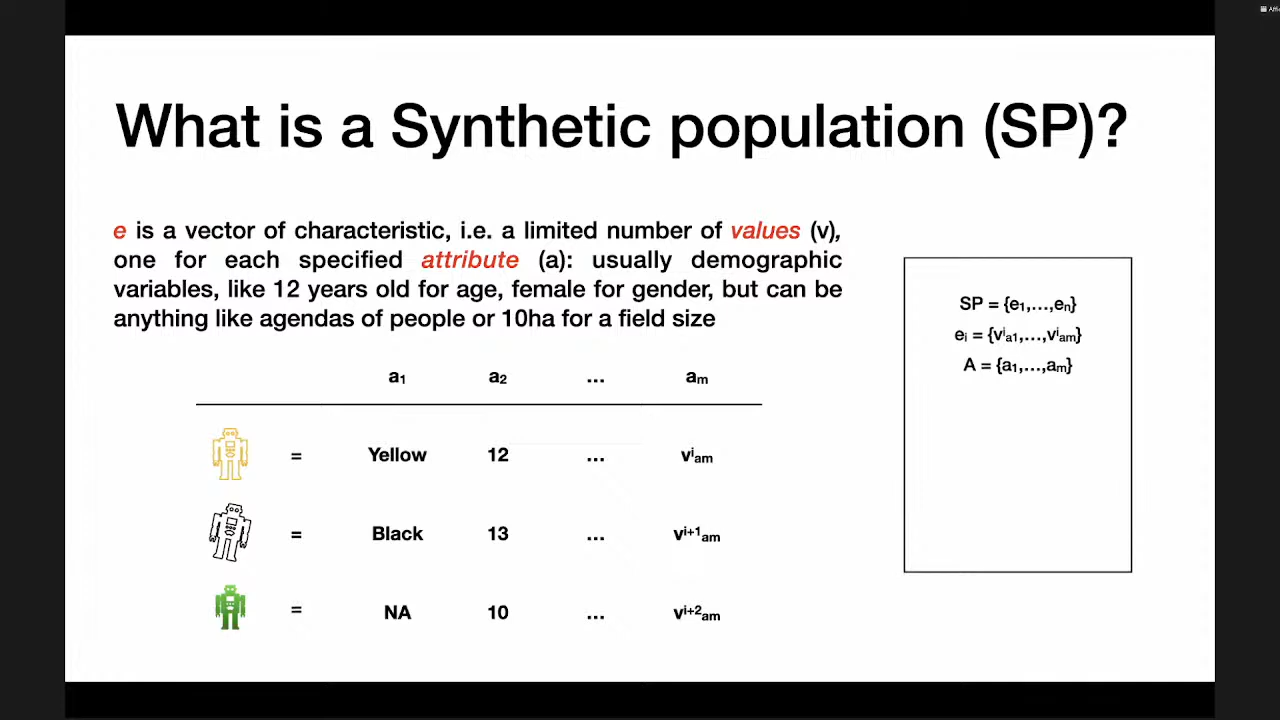 What is a Synthetic population (SP)?
e is a vector of characteristic, i.e. a limited number of values (v),
one for each specified attribute (a): usually demographic
variables, like 12 years old for age, female for gender, but can be
anything like agendas of people or 10ha for a field size
a₁ a₂ ... aₘ
= Yellow 12 ... vⁱₐₘ
= Black 13 ... vⁱ⁺¹ₐₘ
= NA 10 ... vⁱ⁺²ₐₘ
SP = {e₁,...,eₙ}
eᵢ = {vⁱₐ₁,...,vⁱₐₘ}
A = {a₁,...,aₘ}